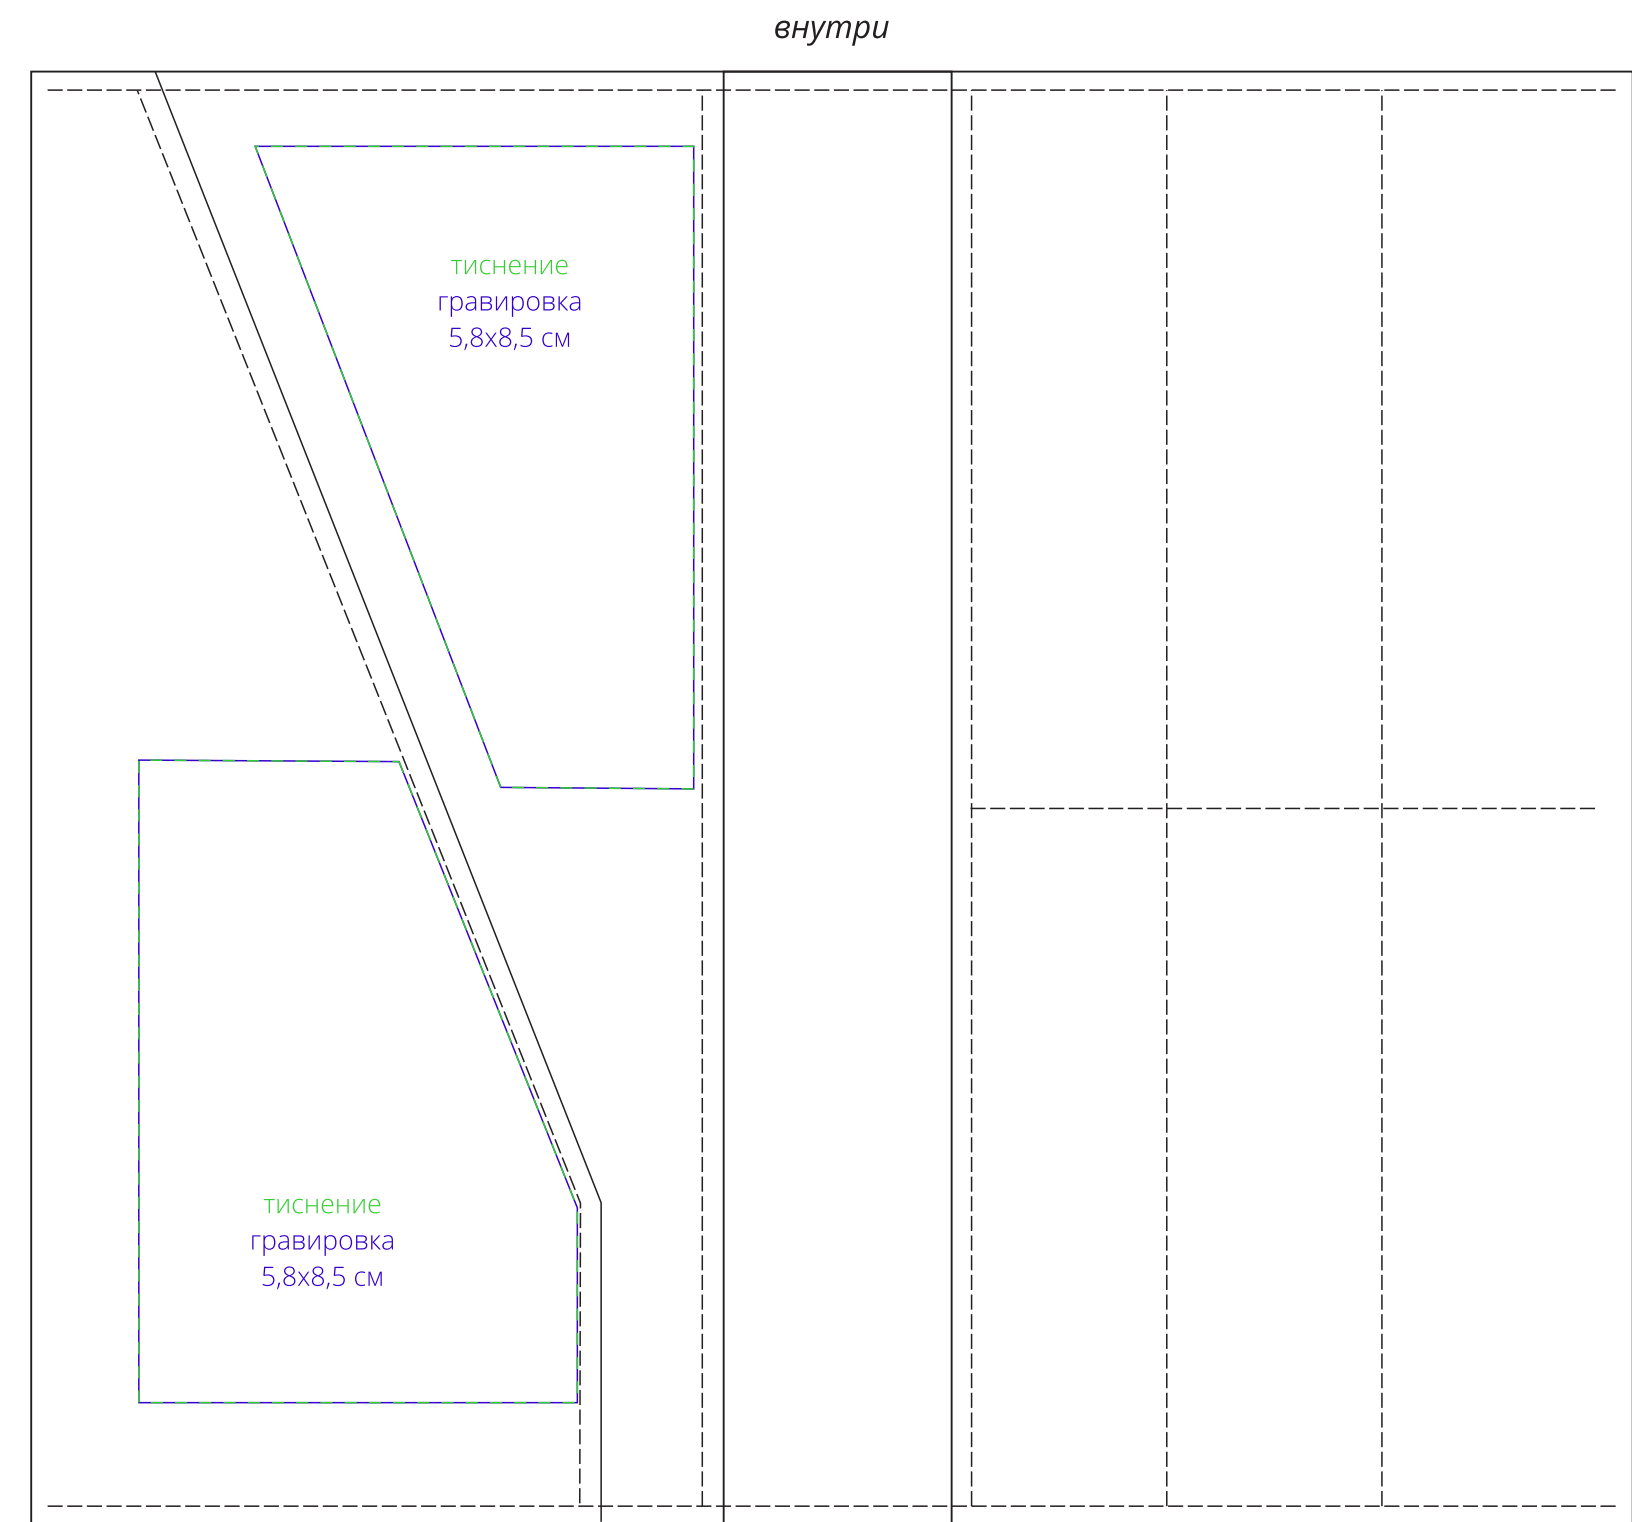 внутри
тиснение
гравировка
5,8х8,5 см
тиснение
гравировка
5,8х8,5 см